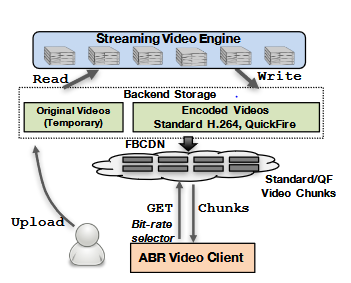 Streaming Video Engine
Read
Write
Backend Storage
Original Videos
(Temporary)
Encoded Videos
Standard H.264, QuickFire
FBCDN
Standard/QF
Video Chunks
Upload
GET
Chunks
Bit-rate
selector
ABR Video Client